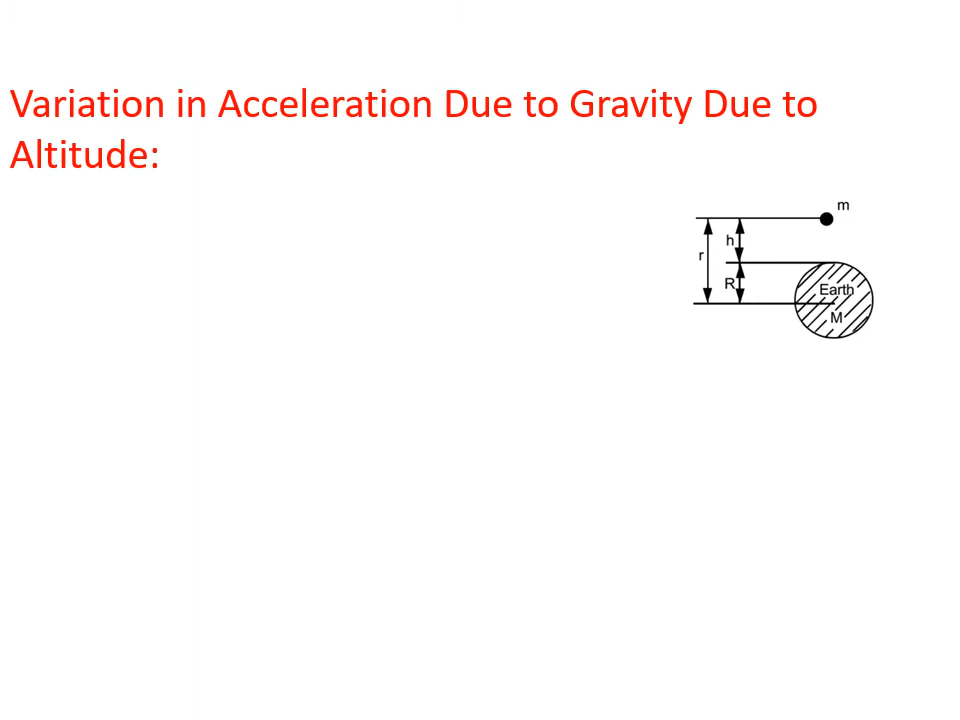 Variation in Acceleration Due to Gravity Due to
Altitude:
m
h
r
R
Earth
M